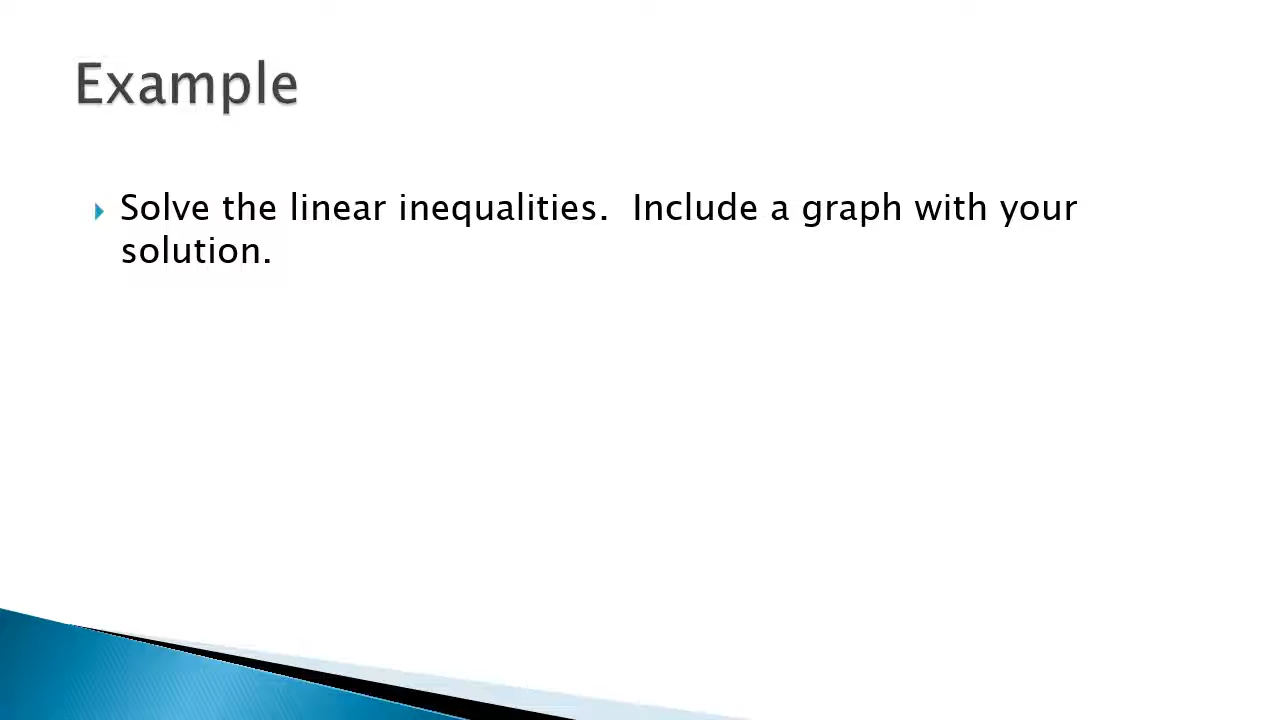 Example
Solve the linear inequalities.  Include a graph with your
solution.